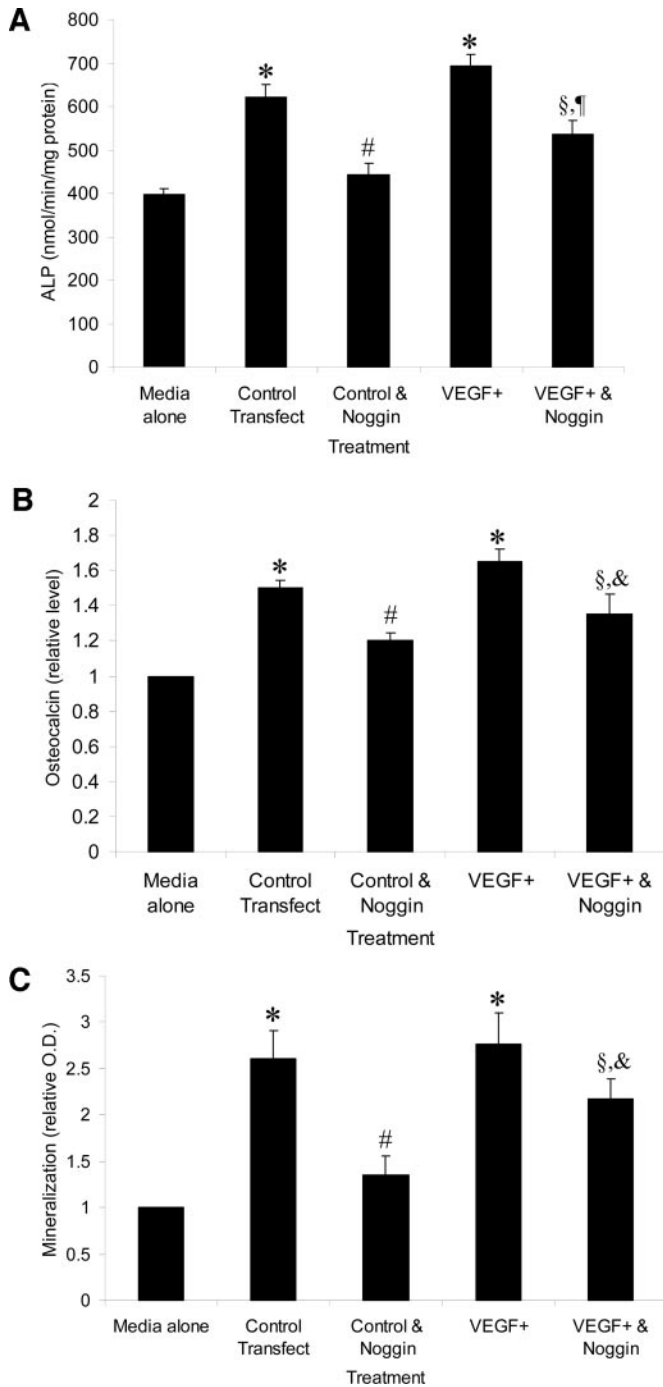 A
800
700
600
500
400
300
200
100
0
ALP (nmol/min/mg protein)
*
#
*
§,¶
Media alone
Control Transfect
Control & Noggin
VEGF+
VEGF+ & Noggin
Treatment
B
2
1.8
1.6
1.4
1.2
1
0.8
0.6
0.4
0.2
0
Osteocalcin (relative level)
*
#
*
§,&
Media alone
Control Transfect
Control & Noggin
VEGF+
VEGF+ & Noggin
Treatment
C
3.5
3
2.5
2
1.5
1
0.5
0
Mineralization (relative O.D.)
*
#
*
§,&
Media alone
Control Transfect
Control & Noggin
VEGF+
VEGF+ & Noggin
Treatment